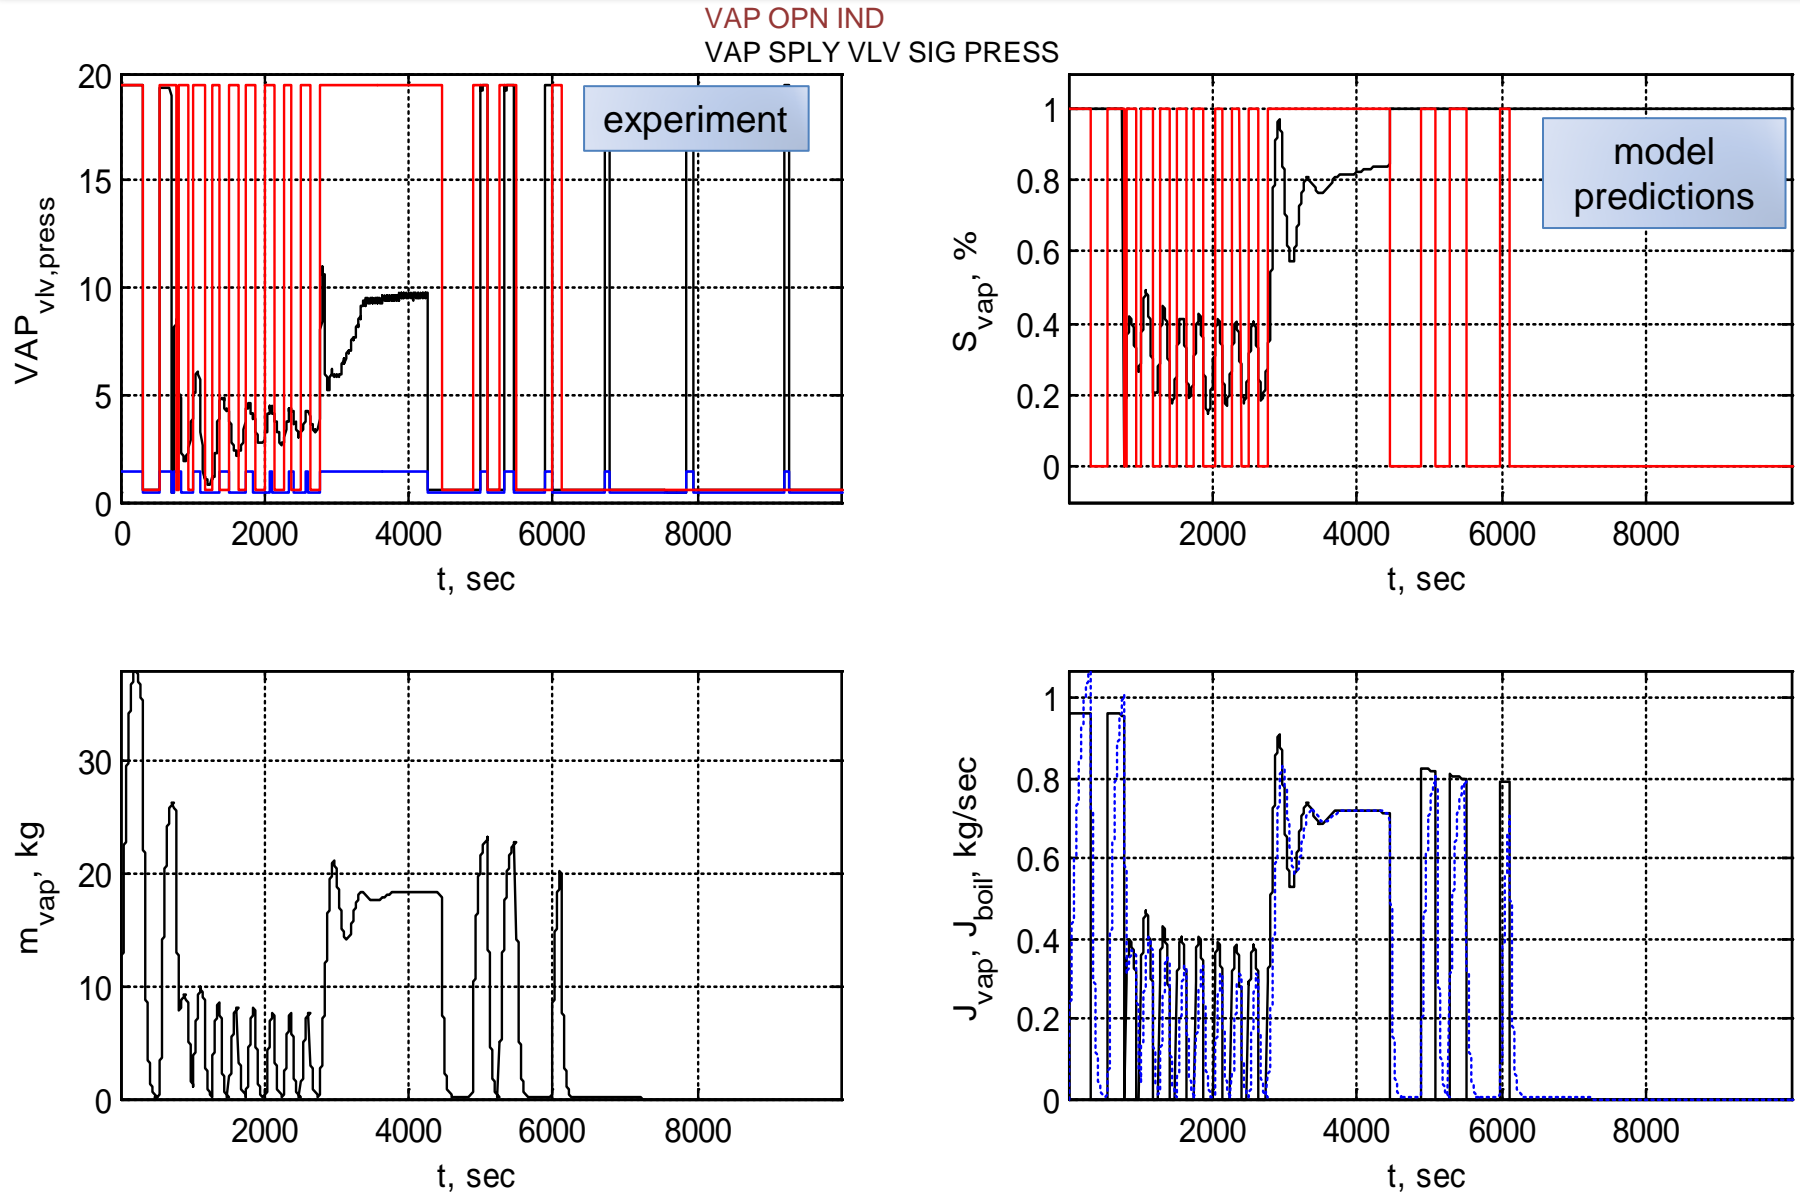 VAP OPN IND
VAP SPLY VLV SIG PRESS
20
15
10
5
0
VAP vlv,press
experiment
0 2000 4000 6000 8000
t, sec
1
0.8
0.6
0.4
0.2
0
S vap, %
model
predictions
2000 4000 6000 8000
t, sec
30
20
10
0
m vap, kg
2000 4000 6000 8000
t, sec
1
0.8
0.6
0.4
0.2
0
J vap, J boil, kg/sec
2000 4000 6000 8000
t, sec